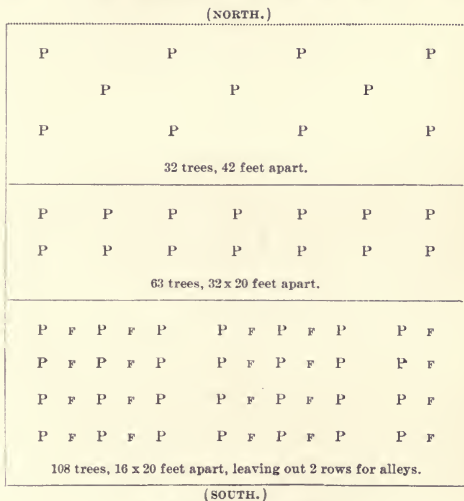 (NORTH.)
P P P P
P P P
P P P P
32 trees, 42 feet apart.
P P P P P P P
P P P P P P P
63 trees, 32 x 20 feet apart.
P F P F P P F P F P P F
P F P F P P F P F P P F
P F P F P P F P F P P F
P F P F P P F P F P P F
108 trees, 16 x 20 feet apart, leaving out 2 rows for alleys.
(SOUTH.)